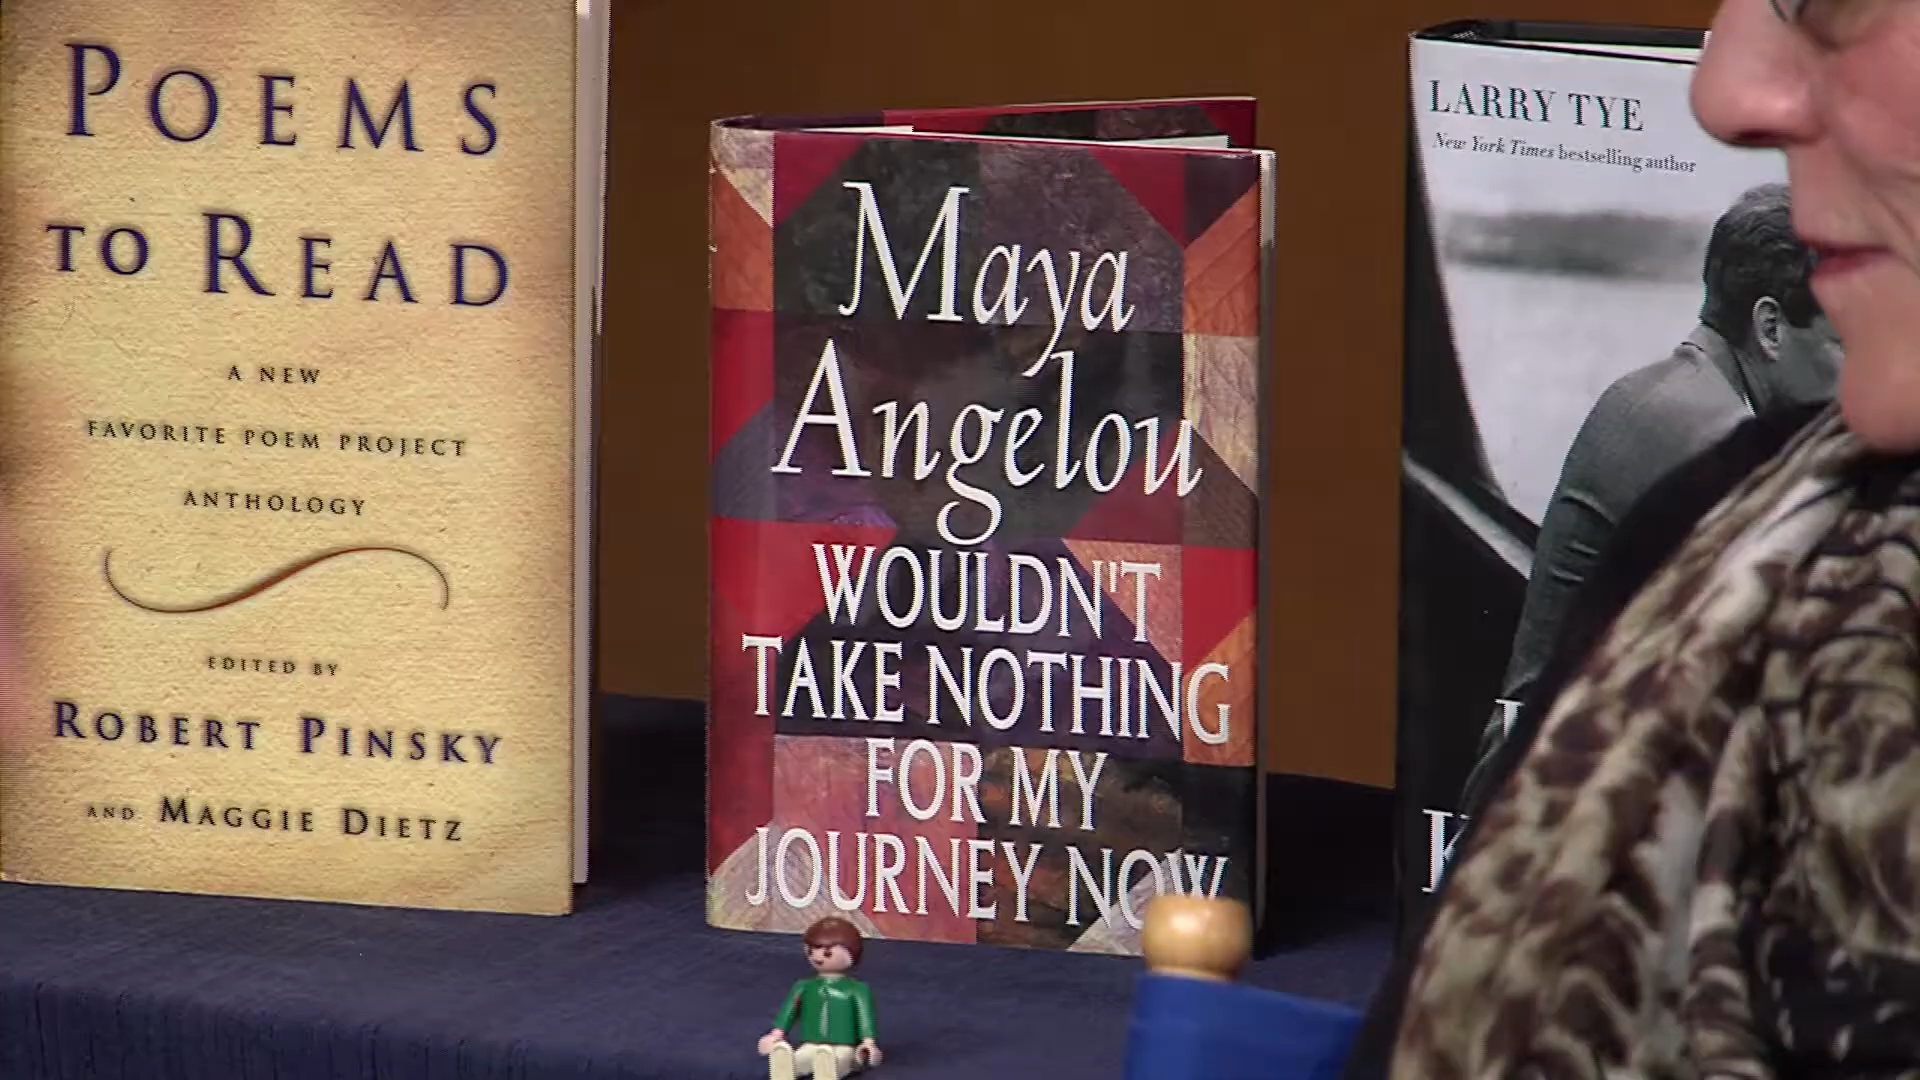 POEMS
TO READ
A NEW
FAVORITE POEM PROJECT
ANTHOLOGY
EDITED BY
ROBERT PINSKY
AND MAGGIE DIETZ
Maya
Angelou
WOULDN'T
TAKE NOTHING
FOR MY
JOURNEY NOW
LARRY TYE
New York Times bestselling author